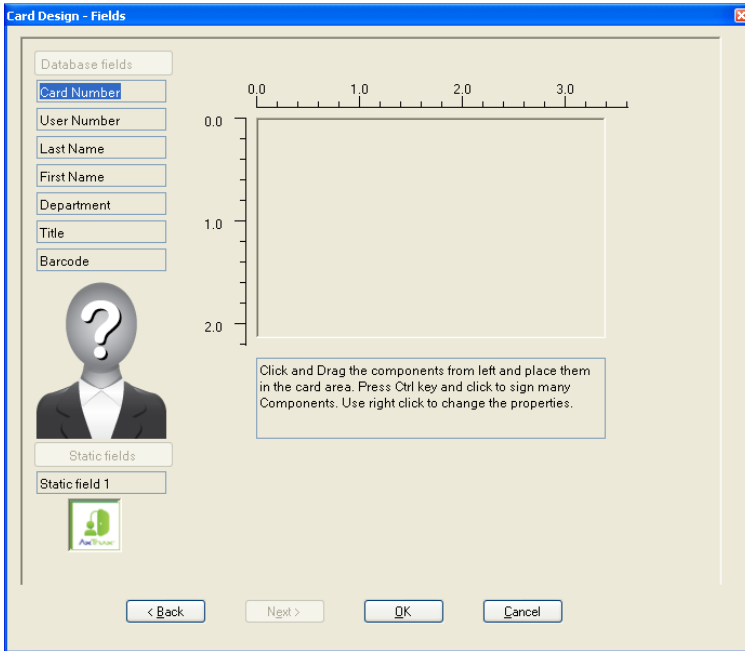 Card Design - Fields
Database fields
Card Number
User Number
Last Name
First Name
Department
Title
Barcode
0.0 1.0 2.0 3.0
0.0
1.0
2.0
?
Click and Drag the components from left and place them
in the card area. Press Ctrl key and click to sign many
Components. Use right click to change the properties.
Static fields
Static field 1
AxTrax
< Back Next > OK Cancel